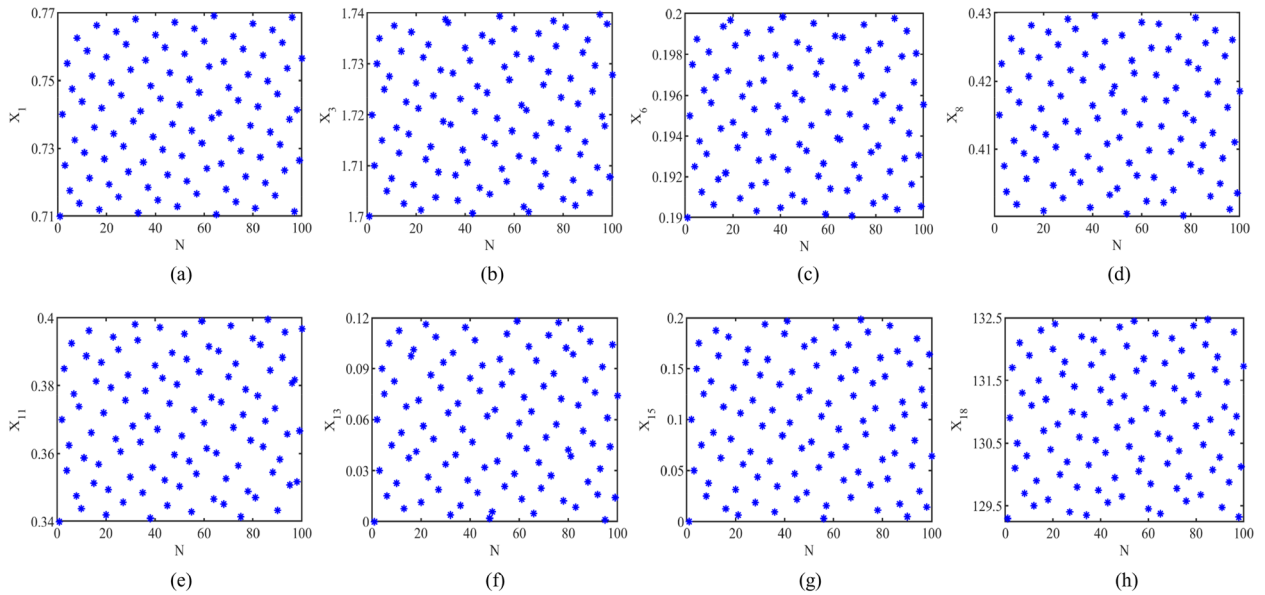 0.77
0.75
0.73
0.71
X1
0 20 40 60 80 100
N
(a)
1.74
1.73
1.72
1.71
1.7
X3
0 20 40 60 80 100
N
(b)
0.2
0.198
0.196
0.194
0.192
0.19
X6
0 20 40 60 80 100
N
(c)
0.43
0.42
0.41
X8
0 20 40 60 80 100
N
(d)
0.4
0.38
0.36
0.34
X11
0 20 40 60 80 100
N
(e)
0.12
0.09
0.06
0.03
0
X13
0 20 40 60 80 100
N
(f)
0.2
0.15
0.1
0.05
0
X15
0 20 40 60 80 100
N
(g)
132.5
131.5
130.5
129.5
X18
0 20 40 60 80 100
N
(h)